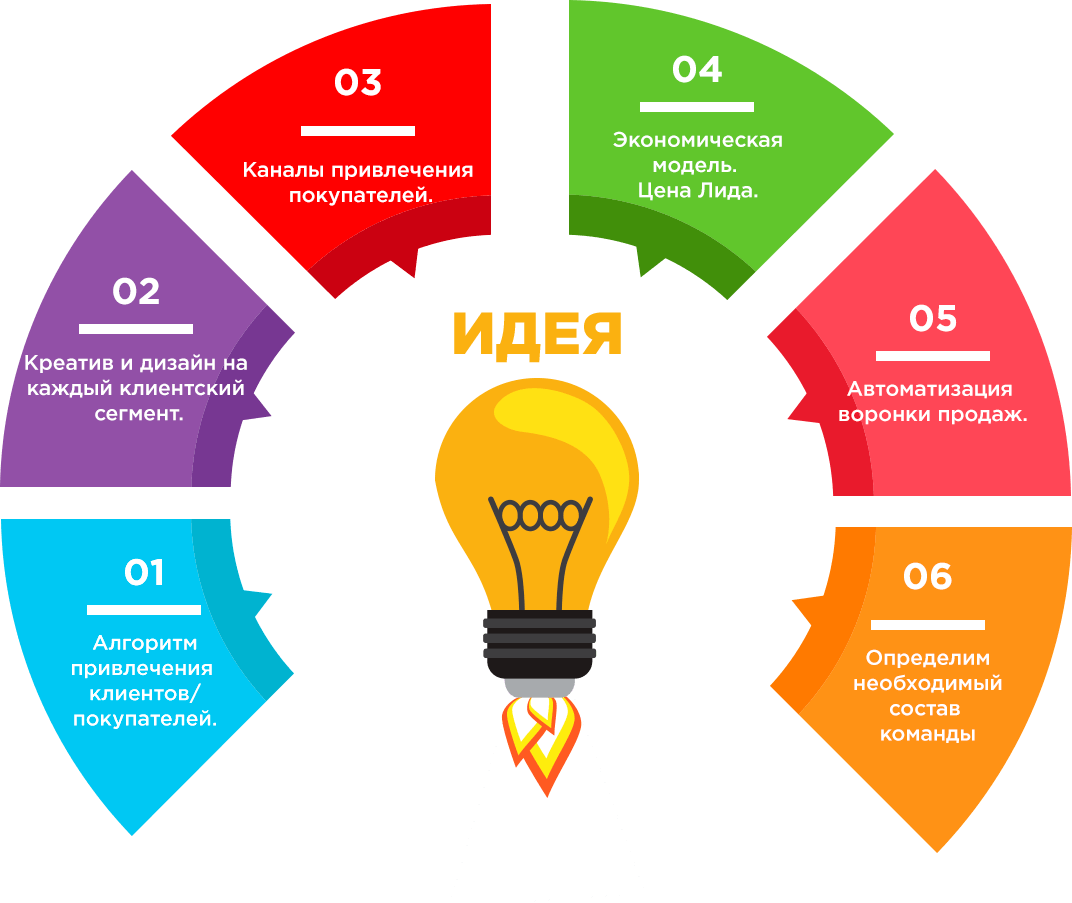 01
Алгоритм
привлечения
клиентов/
покупателей.
02
Креатив и дизайн на
каждый клиентский
сегмент.
03
Каналы привлечения
покупателей.
04
Экономическая
модель.
Цена Лида.
05
Автоматизация
воронки продаж.
06
Определим
необходимый
состав
команды
ИДЕЯ